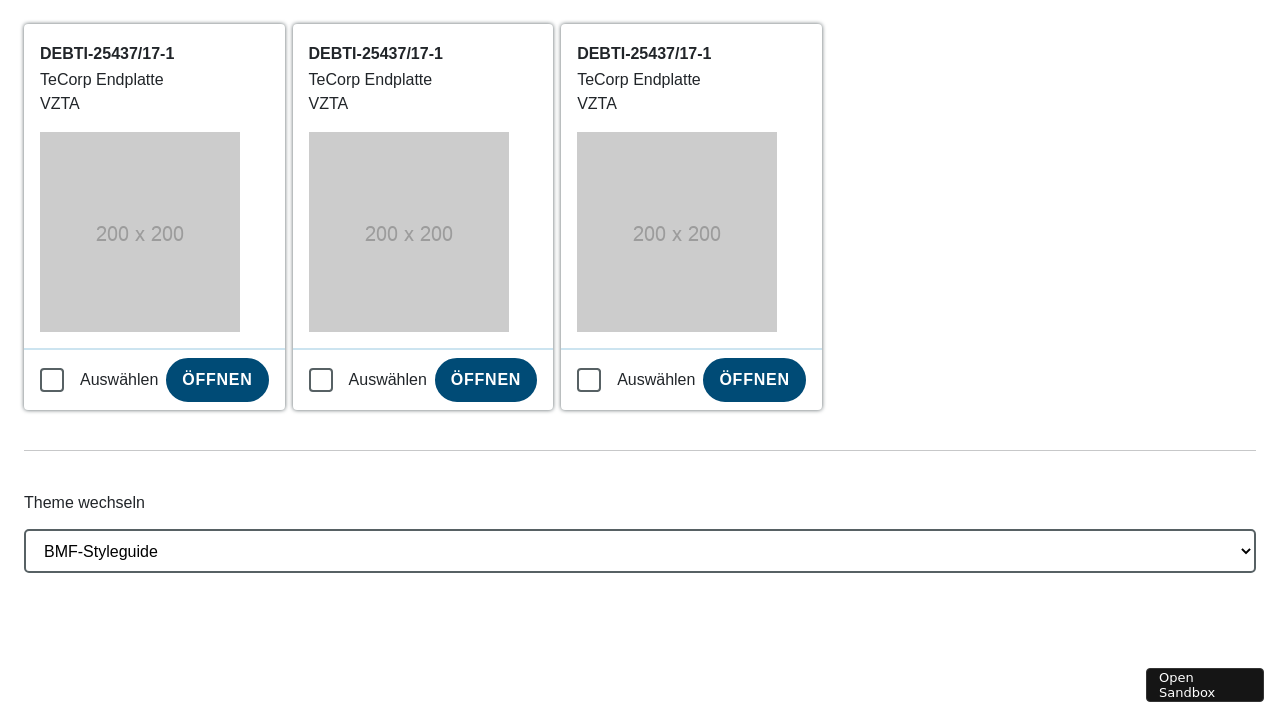 DEBTI-25437/17-1
TeCorp Endplatte
VZTA
200 x 200
Auswählen
ÖFFNEN
DEBTI-25437/17-1
TeCorp Endplatte
VZTA
200 x 200
Auswählen
ÖFFNEN
DEBTI-25437/17-1
TeCorp Endplatte
VZTA
200 x 200
Auswählen
ÖFFNEN
Theme wechseln
BMF-Styleguide
Open
Sandbox